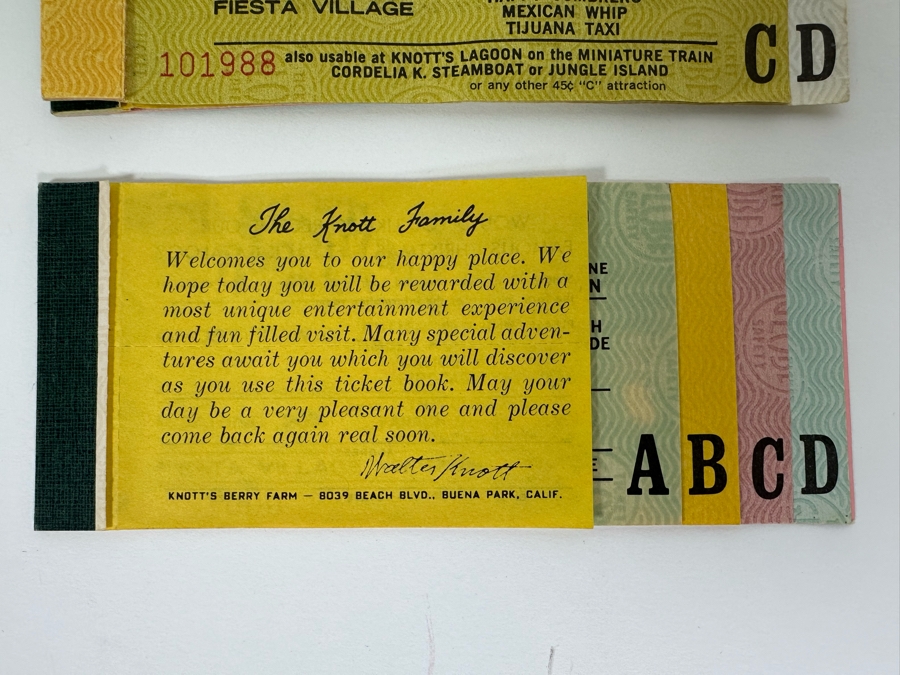 FIESTA VILLAGE
MEXICAN WHIP
TIJUANA TAXI
101988 also usable at KNOTT'S LAGOON on the MINIATURE TRAIN
CORDELIA K. STEAMBOAT or JUNGLE ISLAND
or any other 45¢ "C" attraction
C D
The Knott Family
Welcomes you to our happy place. We
hope today you will be rewarded with a
most unique entertainment experience
and fun filled visit. Many special adven-
tures await you which you will discover
as you use this ticket book. May your
day be a very pleasant one and please
come back again real soon.
Walter Knott
KNOTT'S BERRY FARM — 8039 BEACH BLVD., BUENA PARK, CALIF.
NE
N
H
DE
E
A B C D